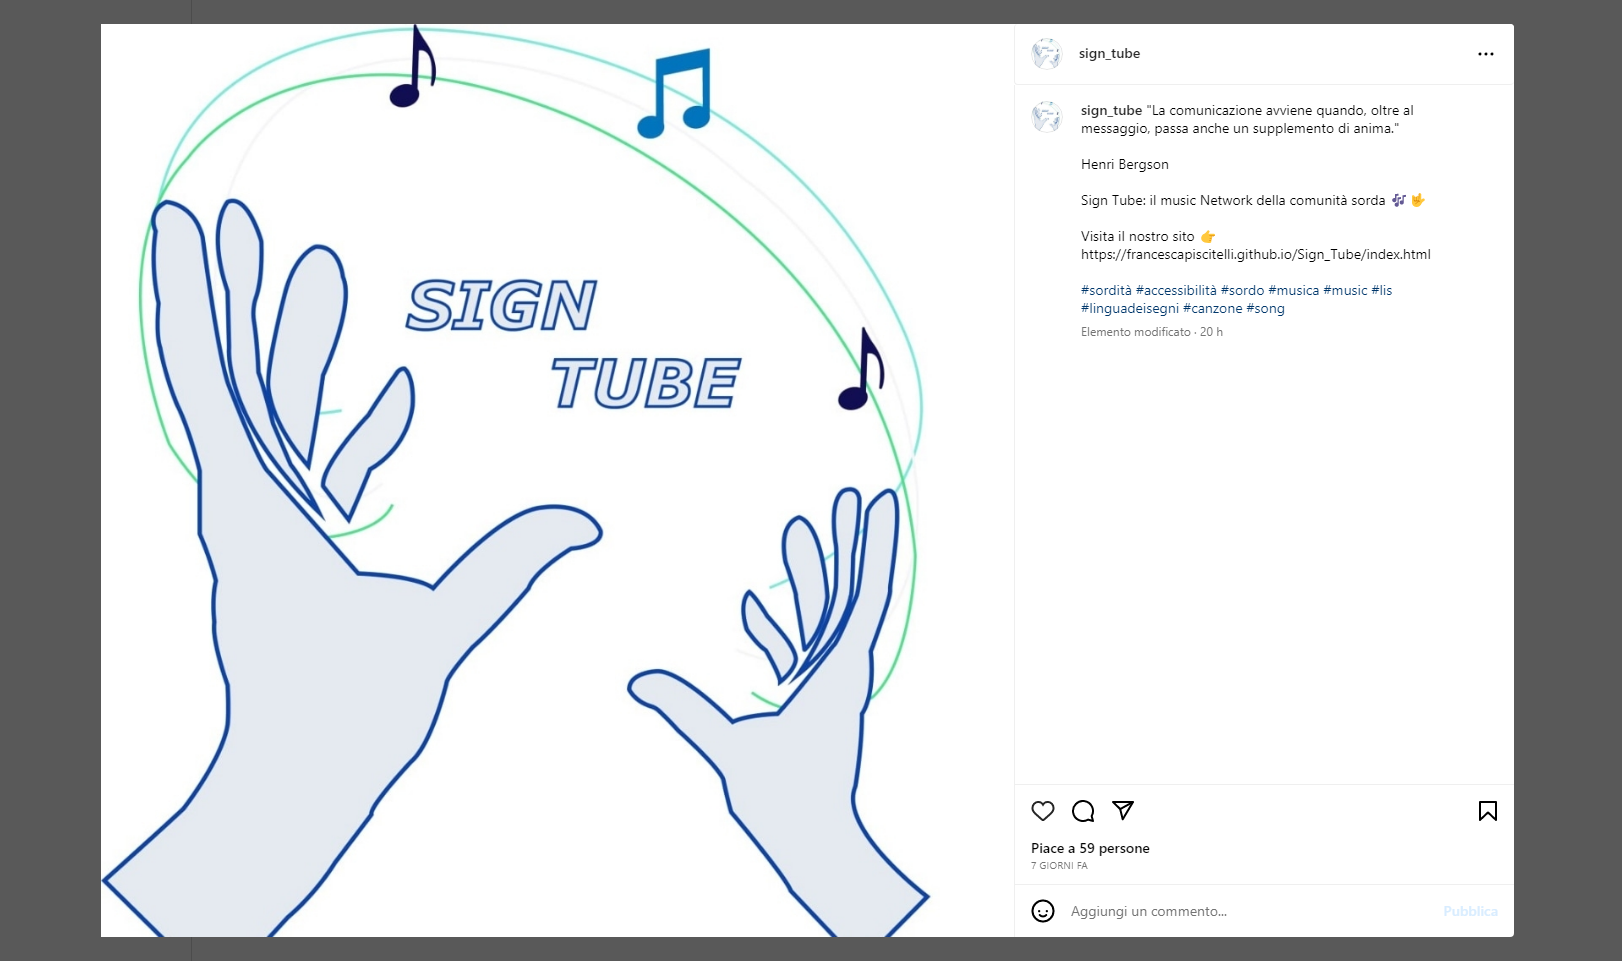 SIGN
TUBE
sign_tube
sign_tube "La comunicazione avviene quando, oltre al
messaggio, passa anche un supplemento di anima."
Henri Bergson
Sign Tube: il music Network della comunità sorda 🎶 🤟
Visita il nostro sito 👉
https://francescapiscitelli.github.io/Sign_Tube/index.html
#sordità #accessibilità #sordo #musica #music #lis
#linguadeisegni #canzone #song
Elemento modificato · 20 h
Piace a 59 persone
7 GIORNI FA
Aggiungi un commento... Pubblica